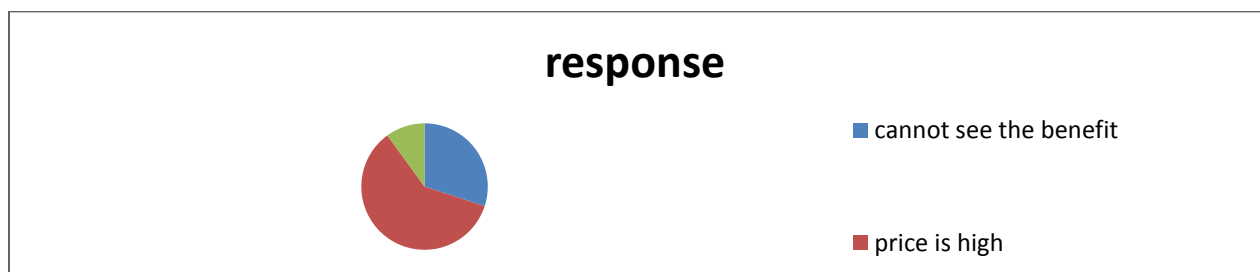 response
cannot see the benefit
price is high